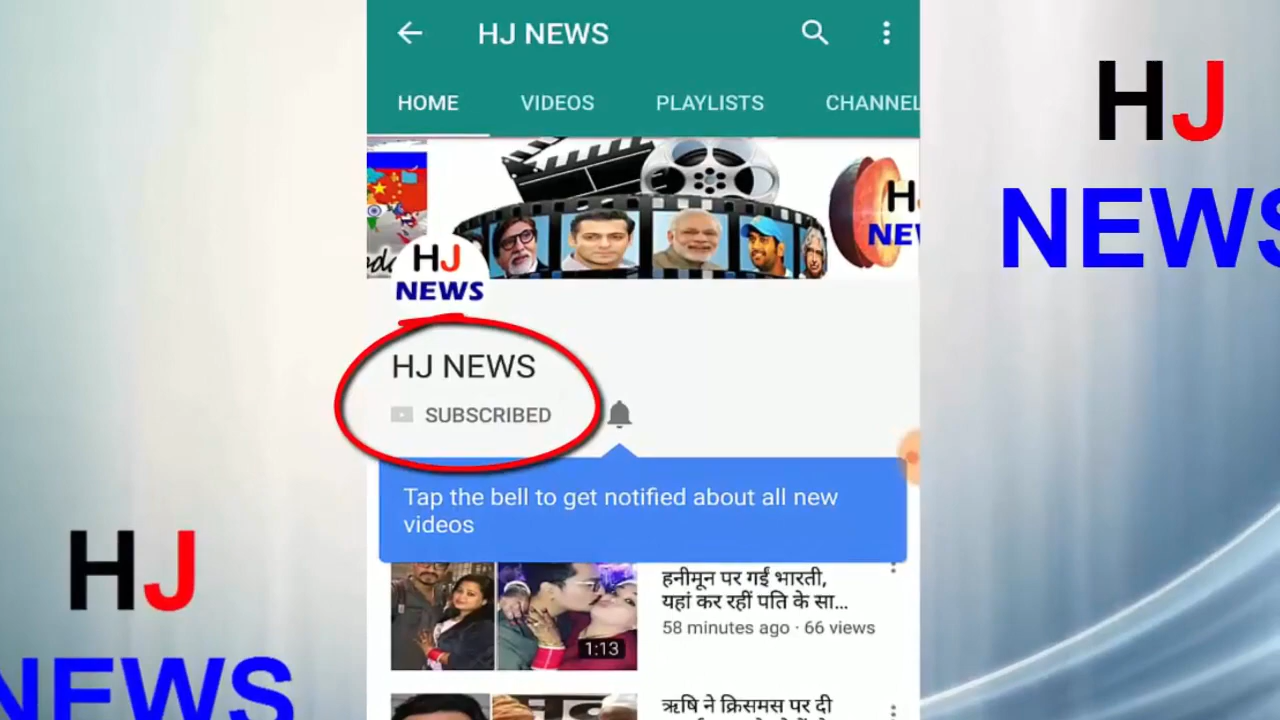 HJ NEWS
HOME VIDEOS PLAYLISTS CHANNEL
HJ
NEWS
HJ
NEWS
HJ
NEWS
HJ NEWS
SUBSCRIBED
Tap the bell to get notified about all new
videos
हनीमून पर गईं भारती,
यहां कर रहीं पति के सा...
58 minutes ago · 66 views
1:13
ऋषि ने क्रिसमस पर दी
HJ
NEWS